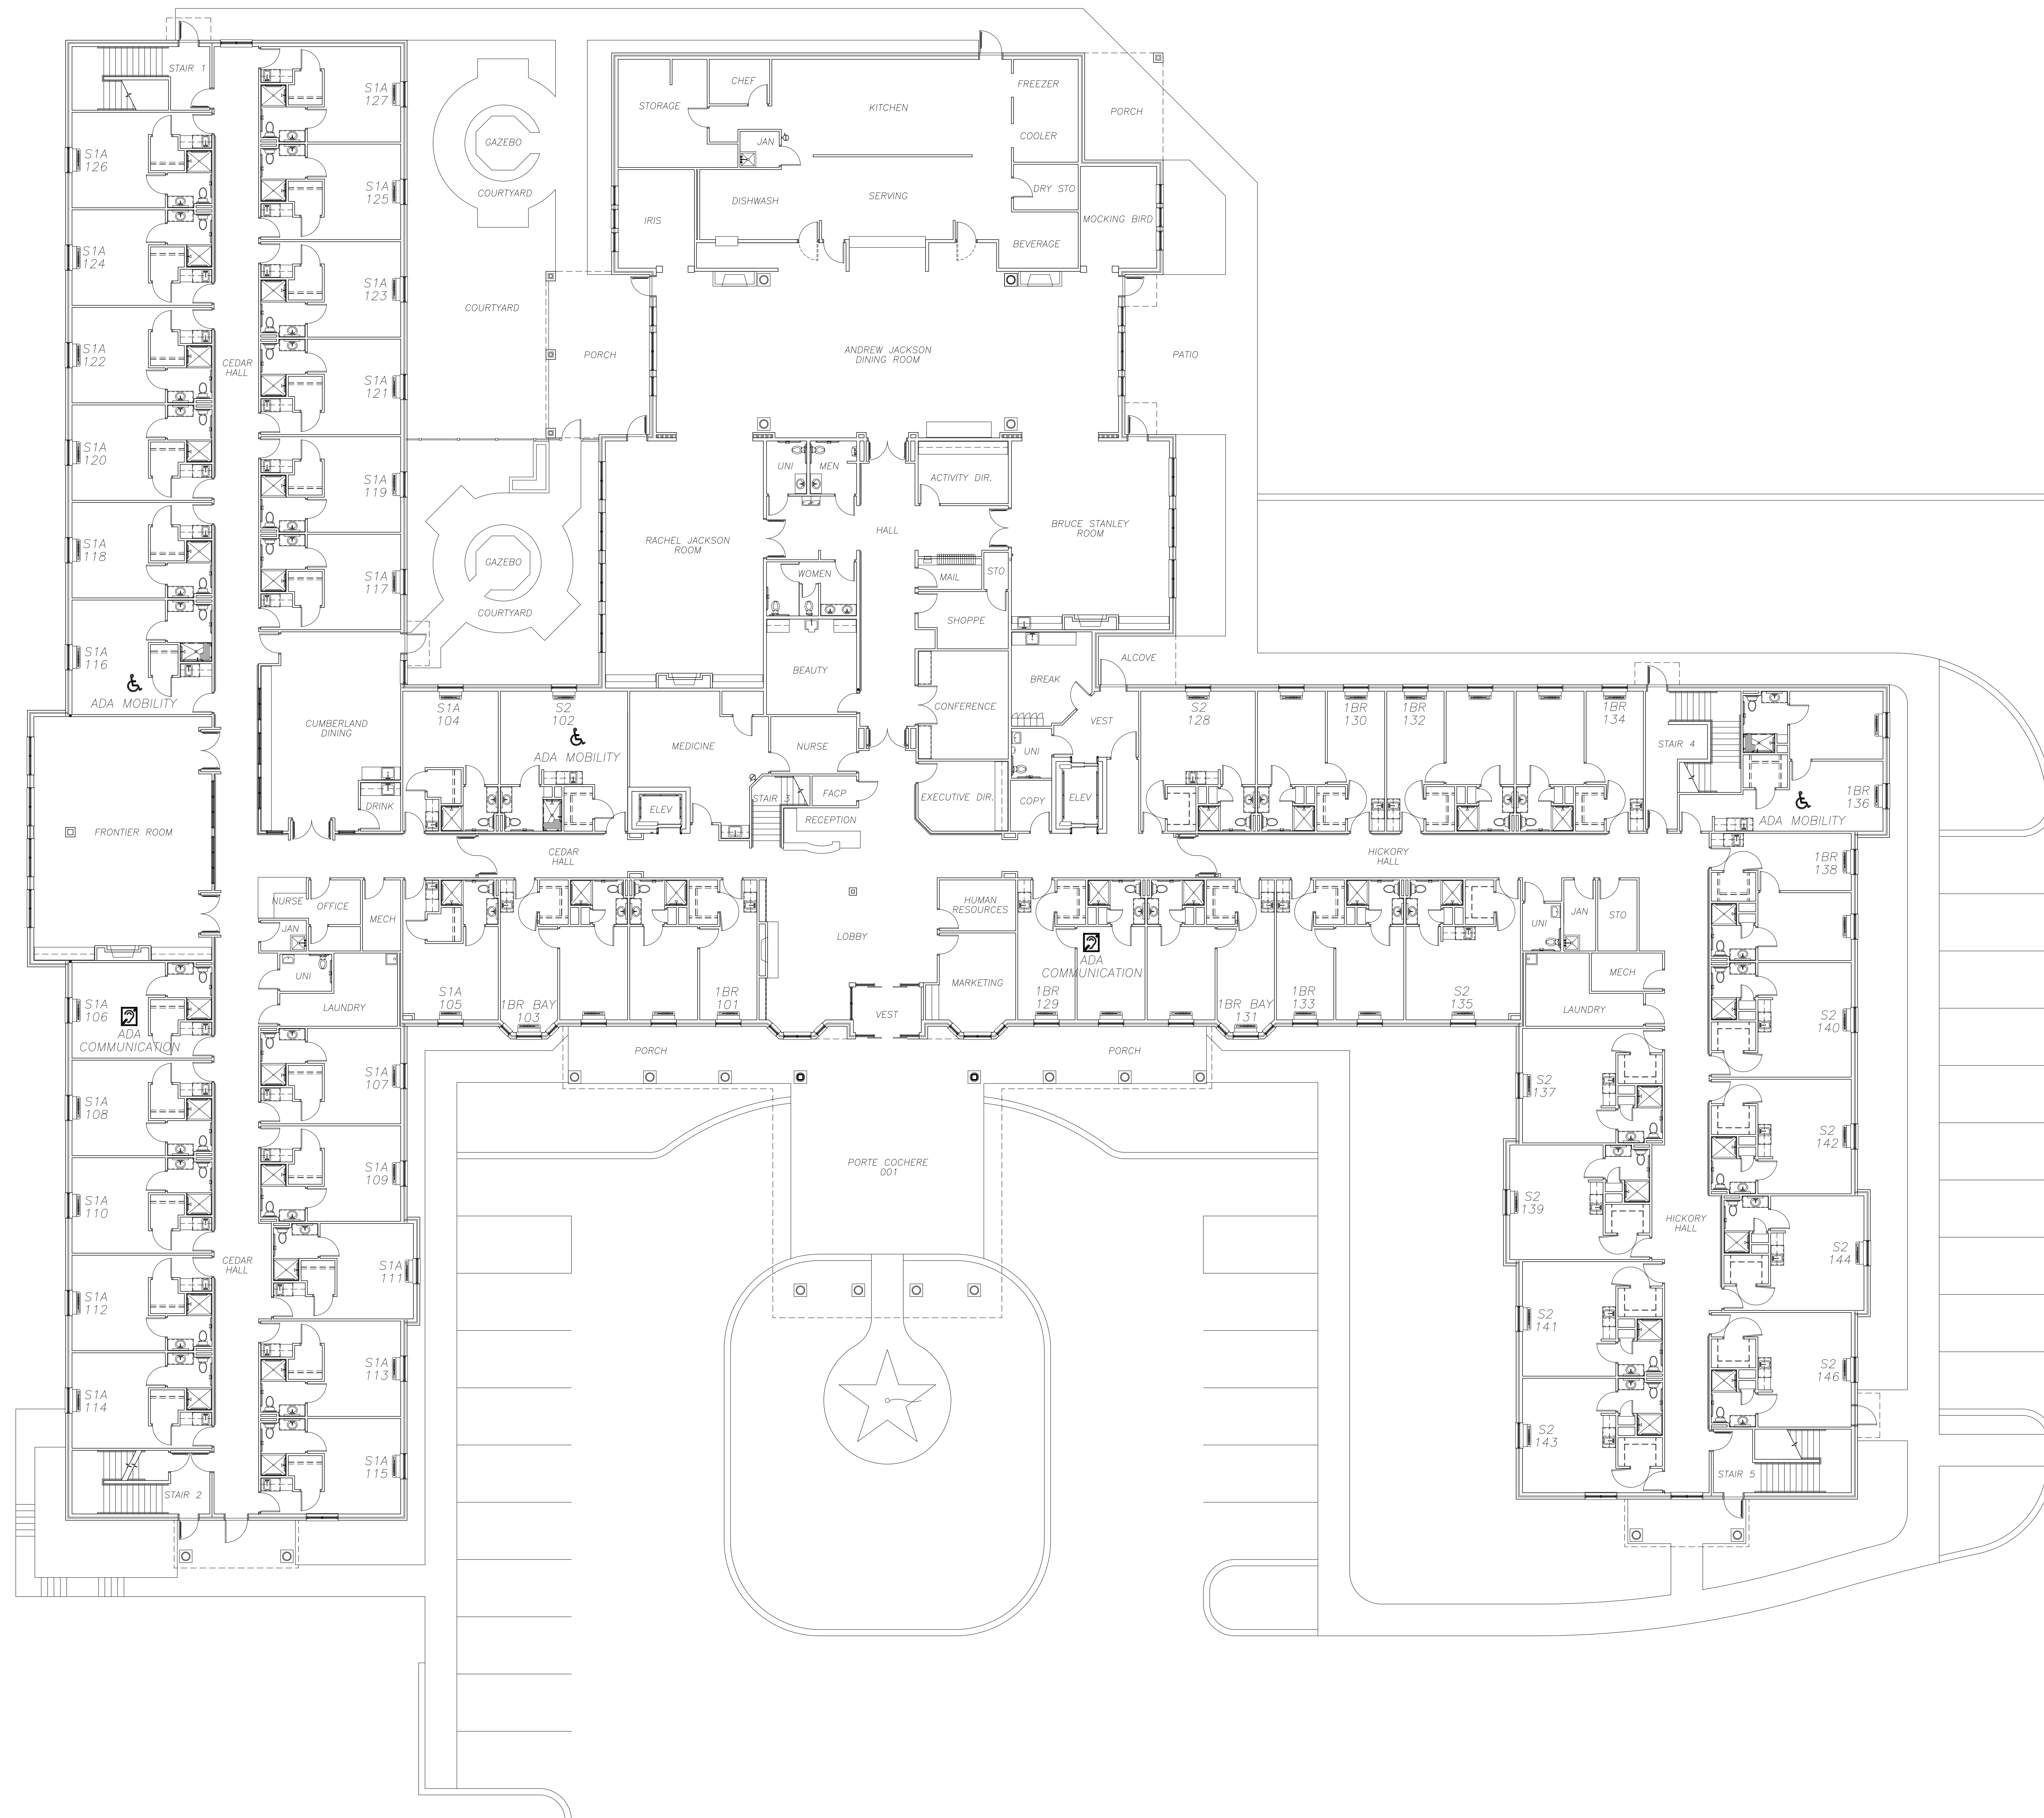 STAIR 1
S1A
127
CHEF
STORAGE
KITCHEN
FREEZER
PORCH
COOLER
JAN
GAZEBO
S1A
126
S1A
125
COURTYARD
DISHWASH
SERVING
DRY STO
IRIS
MOCKING BIRD
BEVERAGE
S1A
124
S1A
123
COURTYARD
S1A
122
CEDAR
HALL
PORCH
ANDREW JACKSON
DINING ROOM
PATIO
S1A
121
S1A
120
S1A
119
UNI
MEN
ACTIVITY DIR.
HALL
BRUCE STANLEY
ROOM
RACHEL JACKSON
ROOM
S1A
118
GAZEBO
S1A
117
COURTYARD
WOMEN
MAIL
STO
SHOPPE
S1A
116
ADA MOBILITY
BEAUTY
BREAK
ALCOVE
CUMBERLAND
DINING
S1A
104
S2
102
ADA MOBILITY
MEDICINE
NURSE
CONFERENCE
VEST
UNI
S2
128
1BR
130
1BR
132
1BR
134
STAIR 4
1BR
136
ADA MOBILITY
DRINK
ELEV
STAIR 3
FACP
RECEPTION
EXECUTIVE DIR.
COPY
ELEV
FRONTIER ROOM
CEDAR
HALL
HICKORY
HALL
1BR
138
NURSE
OFFICE
MECH
JAN
UNI
LAUNDRY
LOBBY
HUMAN
RESOURCES
MARKETING
ADA
COMMUNICATION
UNI
JAN
STO
MECH
LAUNDRY
S1A
106
ADA
COMMUNICATION
S1A
105
1BR BAY
103
1BR
101
VEST
1BR
129
1BR BAY
131
1BR
133
S2
135
S2
140
PORCH
PORCH
S1A
107
S1A
108
S2
137
S2
142
S1A
109
PORTE COCHERE
001
S1A
110
S2
139
HICKORY
HALL
S2
144
CEDAR
HALL
S1A
111
S1A
112
S2
141
S1A
113
S2
146
S1A
114
S2
143
S1A
115
STAIR 2
STAIR 5